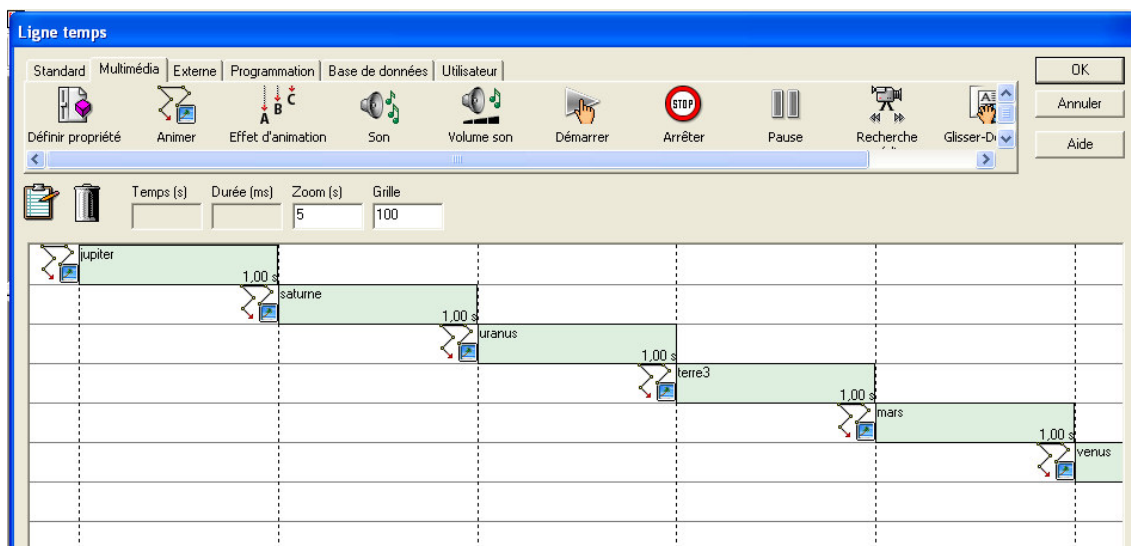 Ligne temps
Standard Multimédia Externe Programmation Base de données Utilisateur
OK
Annuler
Aide
A B C
STOP
Définir propriété Animer Effet d'animation Son Volume son Démarrer Arrêter Pause Recherche Glisser-D
Temps (s) Durée (ms) Zoom (s) Grille
5 100
jupiter
1,00 s
saturne
1,00 s
uranus
1,00 s
terre3
1,00 s
mars
1,00 s
venus